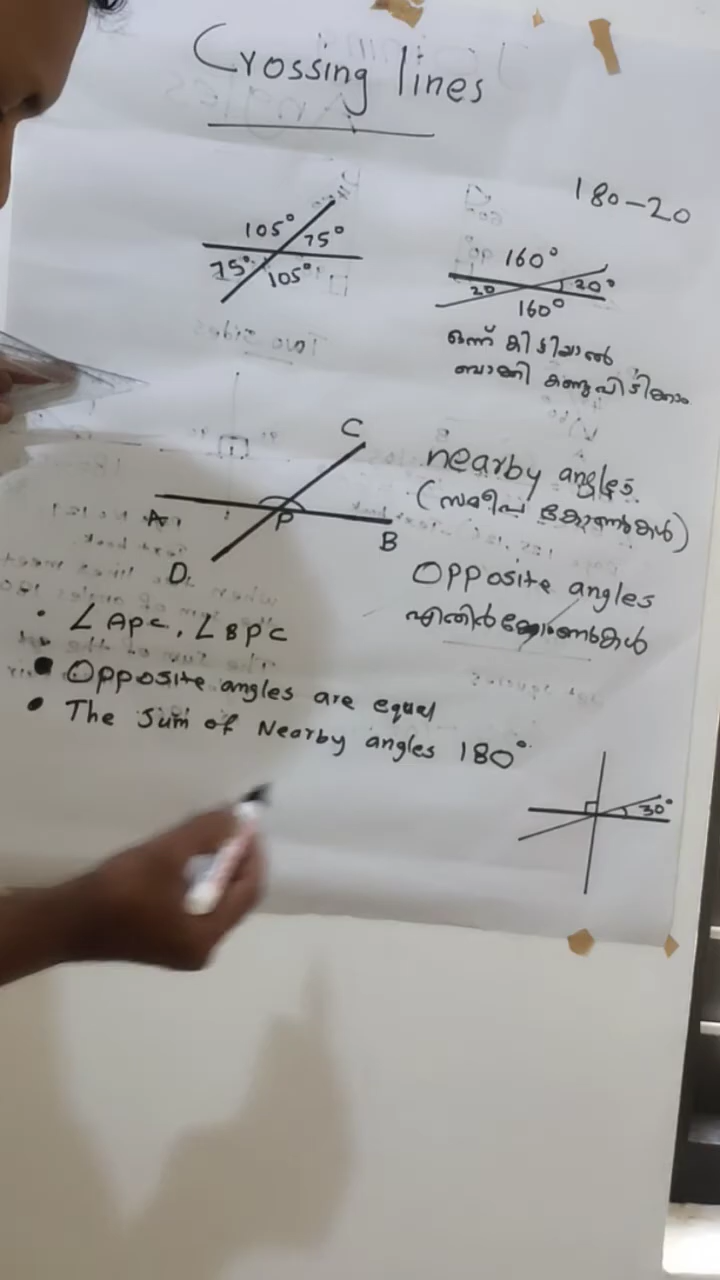 Crossing lines
180-20
105° 75°
75° 105°
160°
20 20°
160°
ഒന്ന് കിട്ടിയാൽ
ബാക്കി കണ്ടുപിടിക്കാം
C
A P B
D
nearby angles
(സമീപ കോണുകൾ)
Opposite angles
എതിർകോണുകൾ
• ∠APC, ∠BPC
• Opposite angles are equal
• The Sum of Nearby angles 180°
30°